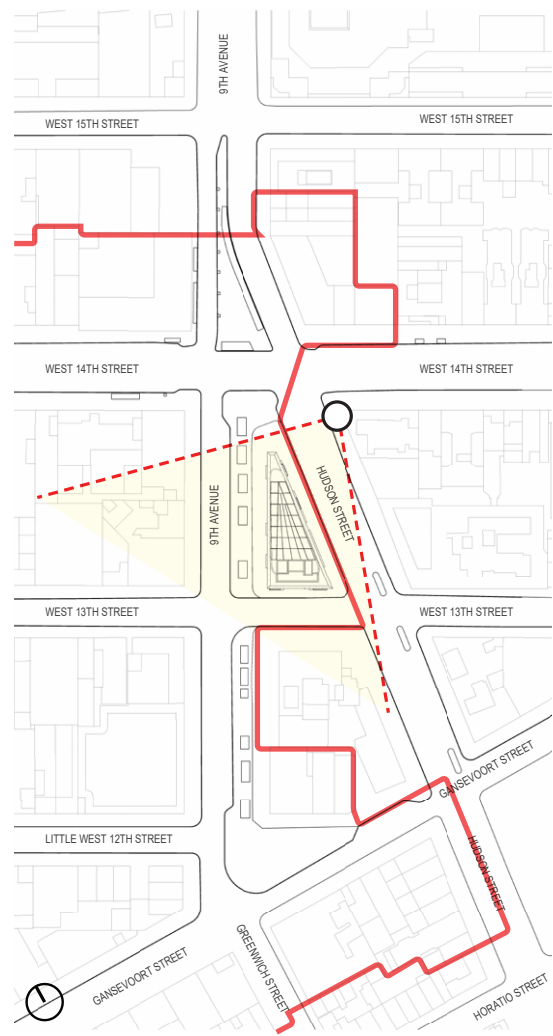 9TH AVENUE
WEST 15TH STREET
WEST 15TH STREET
WEST 14TH STREET
WEST 14TH STREET
HUDSON STREET
9TH AVENUE
WEST 13TH STREET
WEST 13TH STREET
GANSEVOORT STREET
LITTLE WEST 12TH STREET
HUDSON STREET
GREENWICH STREET
GANSEVOORT STREET
HORATIO STREET